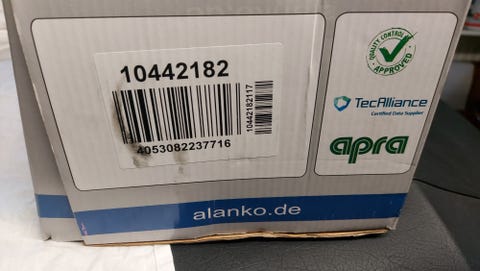 10442182
4053082237716
10442182117
QUALITY CONTROL
APPROVED
TecAlliance
Certified Data Supplier
apra
alanko.de